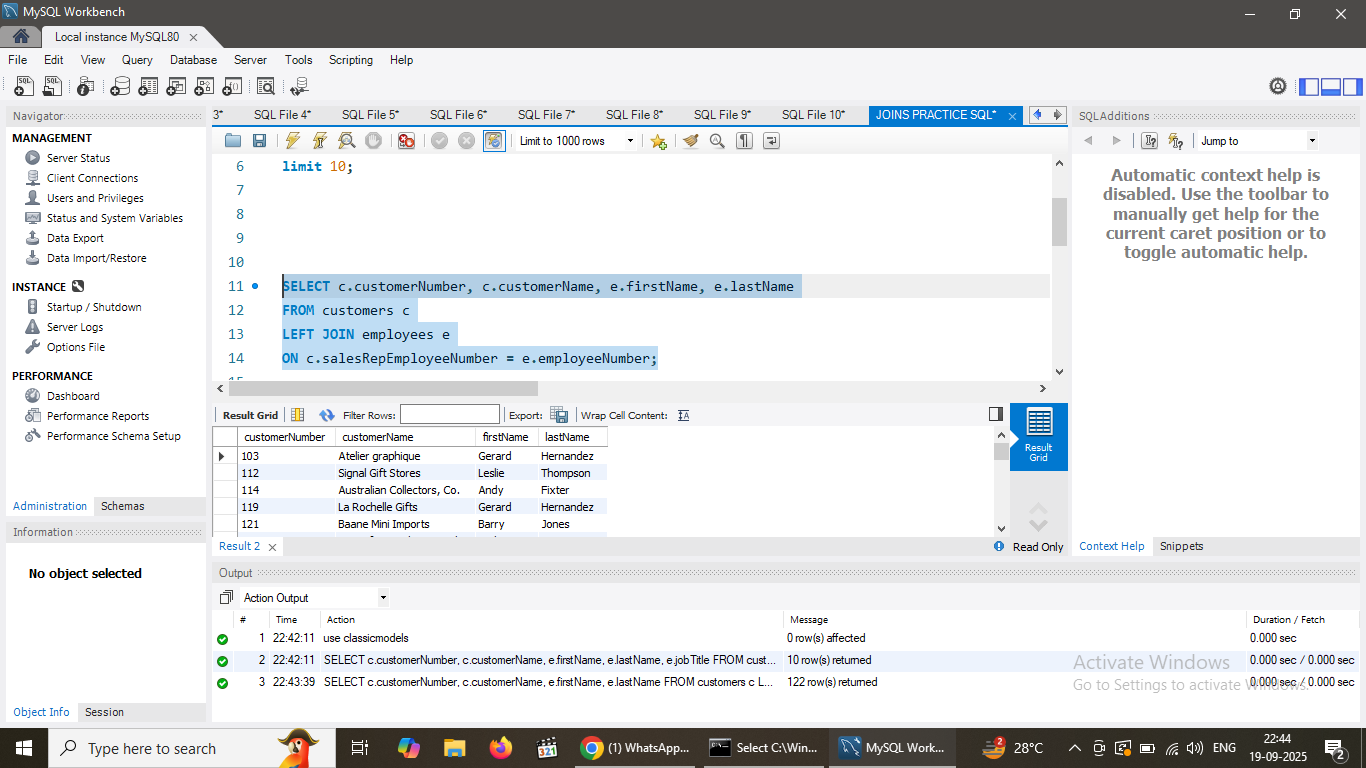 MySQL Workbench
Local instance MySQL80
File Edit View Query Database Server Tools Scripting Help
Navigator
MANAGEMENT
Server Status
Client Connections
Users and Privileges
Status and System Variables
Data Export
Data Import/Restore
INSTANCE
Startup / Shutdown
Server Logs
Options File
PERFORMANCE
Dashboard
Performance Reports
Performance Schema Setup
Administration Schemas
Information
No object selected
Object Info Session
3* SQL File 4* SQL File 5* SQL File 6* SQL File 7* SQL File 8* SQL File 9* SQL File 10* JOINS PRACTICE SQL*
Limit to 1000 rows
6 limit 10;
7
8
9
10
11 SELECT c.customerNumber, c.customerName, e.firstName, e.lastName
12 FROM customers c
13 LEFT JOIN employees e
14 ON c.salesRepEmployeeNumber = e.employeeNumber;
Result Grid Filter Rows: Export: Wrap Cell Content:
customerNumber customerName firstName lastName
103 Atelier graphique Gerard Hernandez
112 Signal Gift Stores Leslie Thompson
114 Australian Collectors, Co. Andy Fixter
119 La Rochelle Gifts Gerard Hernandez
121 Baane Mini Imports Barry Jones
Result Grid
Result 2
Read Only
SQLAdditions
Jump to
Automatic context help is
disabled. Use the toolbar to
manually get help for the
current caret position or to
toggle automatic help.
Context Help Snippets
Output
Action Output
# Time Action Message Duration / Fetch
1 22:42:11 use classicmodels 0 row(s) affected 0.000 sec
2 22:42:11 SELECT c.customerNumber, c.customerName, e.firstName, e.lastName, e.jobTitle FROM cust... 10 row(s) returned 0.000 sec / 0.000 sec
3 22:43:39 SELECT c.customerNumber, c.customerName, e.firstName, e.lastName FROM customers c L... 122 row(s) returned 0.000 sec / 0.000 sec
Activate Windows
Go to Settings to activate Windows.
Type here to search
321
(1) WhatsApp...
Select C:\Win...
MySQL Work...
28°C
ENG
22:44
19-09-2025
2